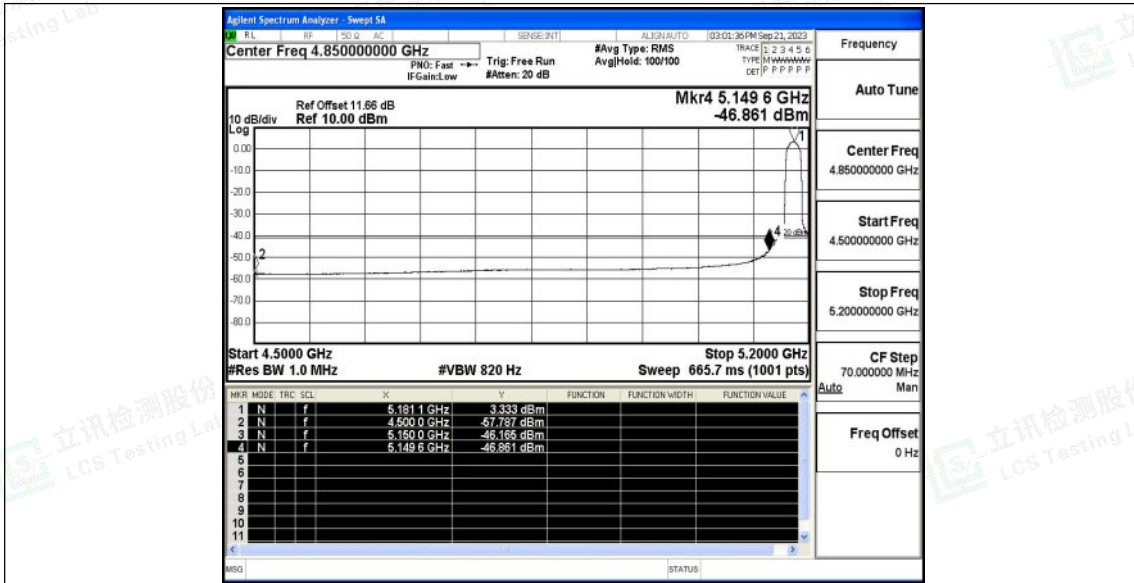 Agilent Spectrum Analyzer - Swept SA
RL RF 50 Ω AC SENSE:INT ALIGNAUTO 03:01:36 PM Sep 21, 2023
Center Freq 4.850000000 GHz
PNO: Fast
IFGain:Low
Trig: Free Run
#Atten: 20 dB
#Avg Type: RMS
Avg|Hold: 100/100
TRACE 1 2 3 4 5 6
TYPE M WWWWW
DET P P P P P P
Frequency
Auto Tune
Ref Offset 11.66 dB
Ref 10.00 dBm
10 dB/div
Log
Mkr4 5.149 6 GHz
-46.861 dBm
0.00
-10.0
-20.0
-30.0
-40.0
-50.0
-60.0
-70.0
-80.0
1
2
4
Center Freq
4.850000000 GHz
Start Freq
4.500000000 GHz
Stop Freq
5.200000000 GHz
CF Step
70.000000 MHz
Auto Man
Freq Offset
0 Hz
Start 4.5000 GHz
Stop 5.2000 GHz
#Res BW 1.0 MHz
#VBW 820 Hz
Sweep 665.7 ms (1001 pts)
MKR MODE TRC SCL X Y FUNCTION FUNCTION WIDTH FUNCTION VALUE
1 N f 5.181 1 GHz 3.333 dBm
2 N f 4.500 0 GHz -57.787 dBm
3 N f 5.150 0 GHz -46.165 dBm
4 N f 5.149 6 GHz -46.861 dBm
5
6
7
8
9
10
11
MSG
STATUS
立讯检测股份
LCS Testing Lab